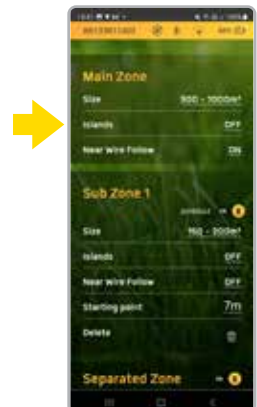 Main Zone
Size 500 - 1000m²
Islands OFF
Near Wire Follow ON
Sub Zone 1
Size 150 - 200m²
Islands OFF
Near Wire Follow OFF
Starting point 7m
Delete
Separated Zone